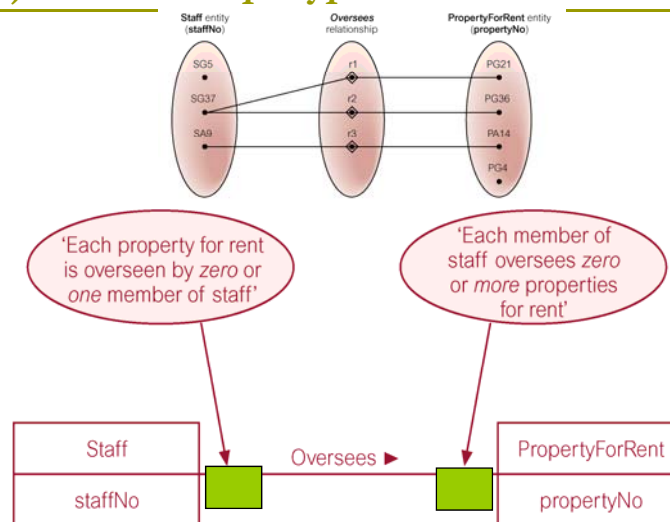 Staff entity
(staffNo)
Oversees
relationship
PropertyForRent entity
(propertyNo)
SG5
r1
PG21
SG37
r2
PG36
SA9
r3
PA14
PG4
'Each property for rent
is overseen by zero or
one member of staff'
'Each member of
staff oversees zero
or more properties
for rent'
Staff
Oversees ►
PropertyForRent
staffNo
propertyNo